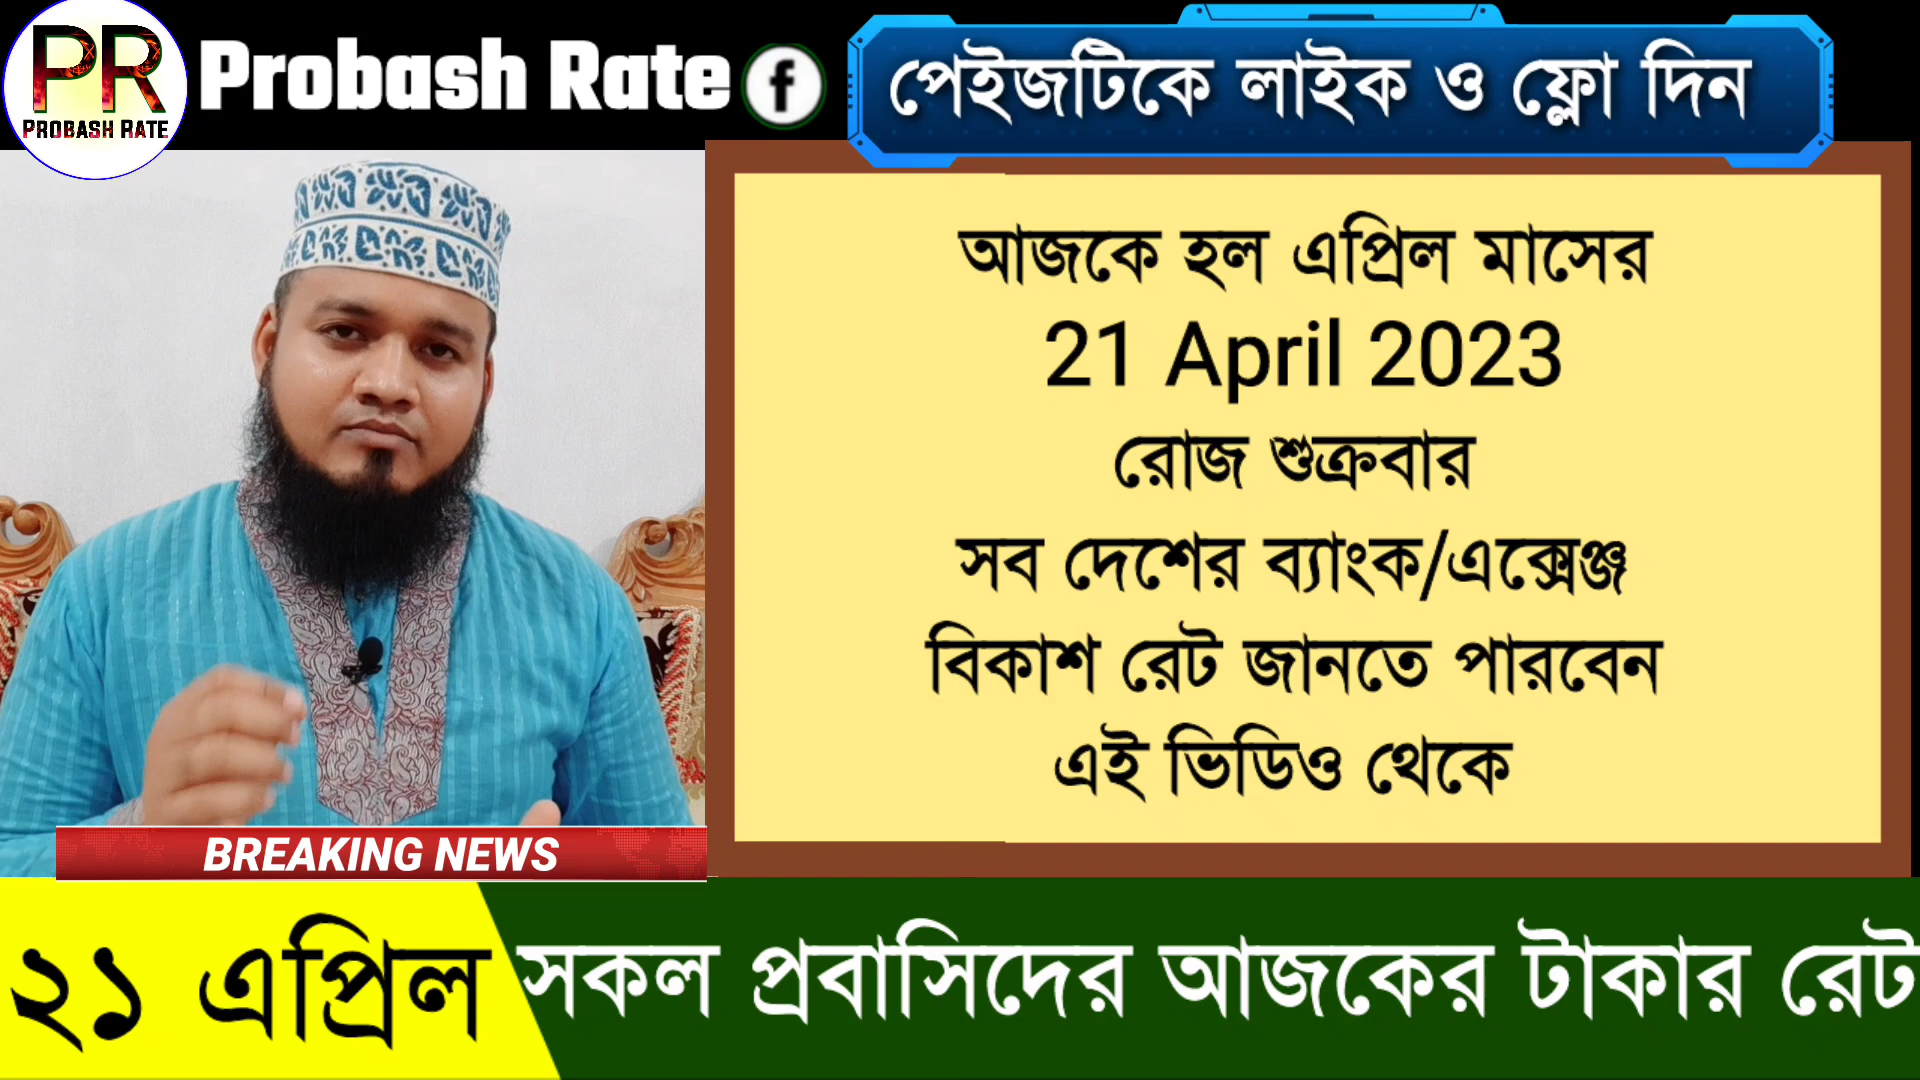 PR
PROBASH RATE
Probash Rate f
পেইজটিকে লাইক ও ফ্লো দিন
আজকে হল এপ্রিল মাসের
21 April 2023
রোজ শুক্রবার
সব দেশের ব্যাংক/এক্সেঞ্জ
বিকাশ রেট জানতে পারবেন
এই ভিডিও থেকে
BREAKING NEWS
২১ এপ্রিল
সকল প্রবাসিদের আজকের টাকার রেট